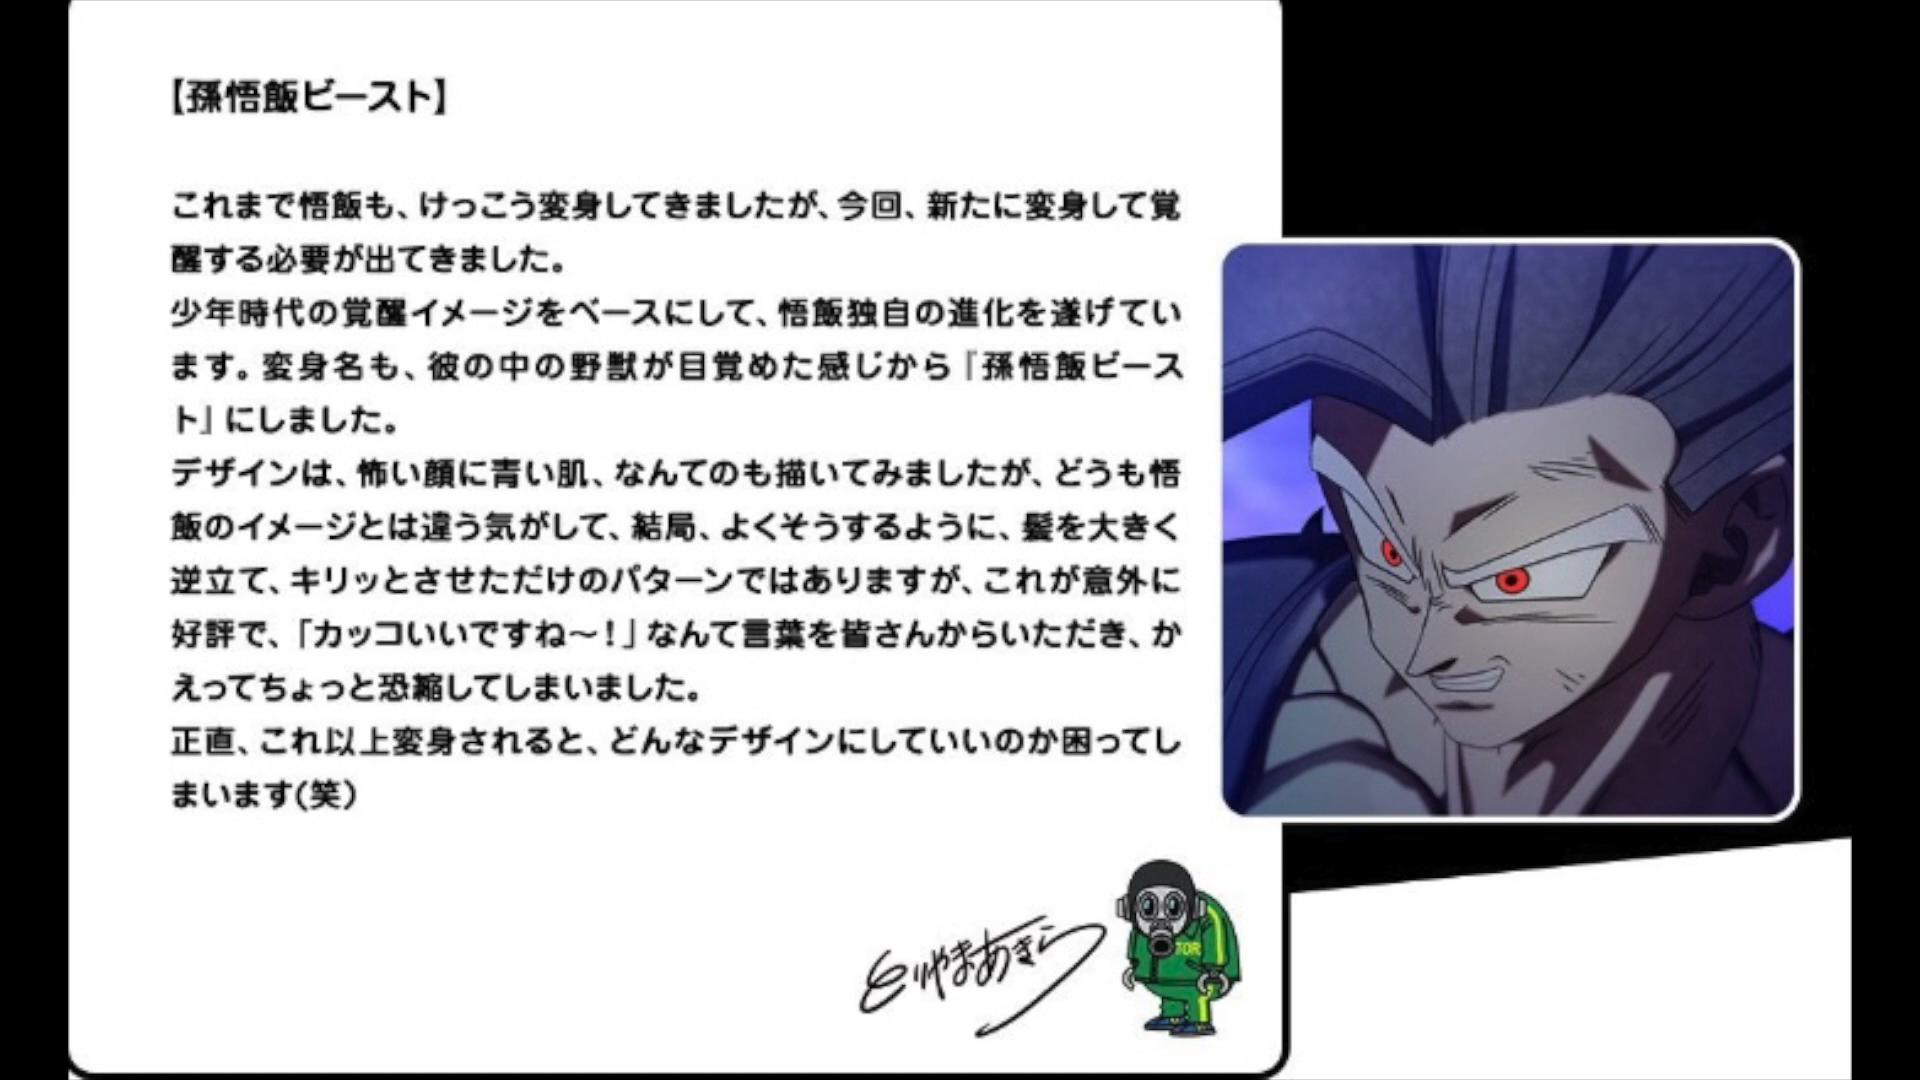 【孫悟飯ビースト】
これまで悟飯も、けっこう変身してきましたが、今回、新たに変身して覚
醒する必要が出てきました。
少年時代の覚醒イメージをベースにして、悟飯独自の進化を遂げてい
ます。変身名も、彼の中の野獣が目覚めた感じから『孫悟飯ビース
ト』にしました。
デザインは、怖い顔に青い肌、なんてのも描いてみましたが、どうも悟
飯のイメージとは違う気がして、結局、よくそうするように、髪を大きく
逆立て、キリッとさせただけのパターンではありますが、これが意外に
好評で、「カッコいいですね〜!」なんて言葉を皆さんからいただき、か
えってちょっと恐縮してしまいました。
正直、これ以上変身されると、どんなデザインにしていいのか困ってし
まいます(笑)
とりやまあきら
TOR